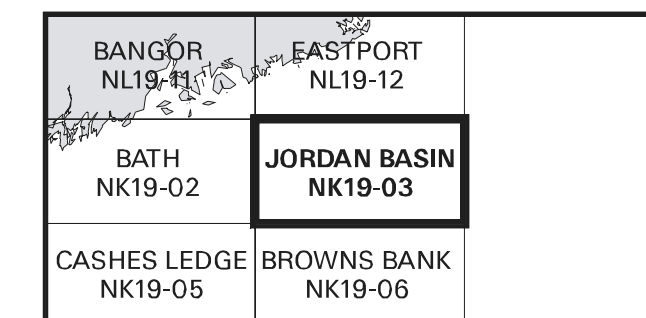 BANGOR
NL19-11
EASTPORT
NL19-12
BATH
NK19-02
JORDAN BASIN
NK19-03
CASHES LEDGE
NK19-05
BROWNS BANK
NK19-06